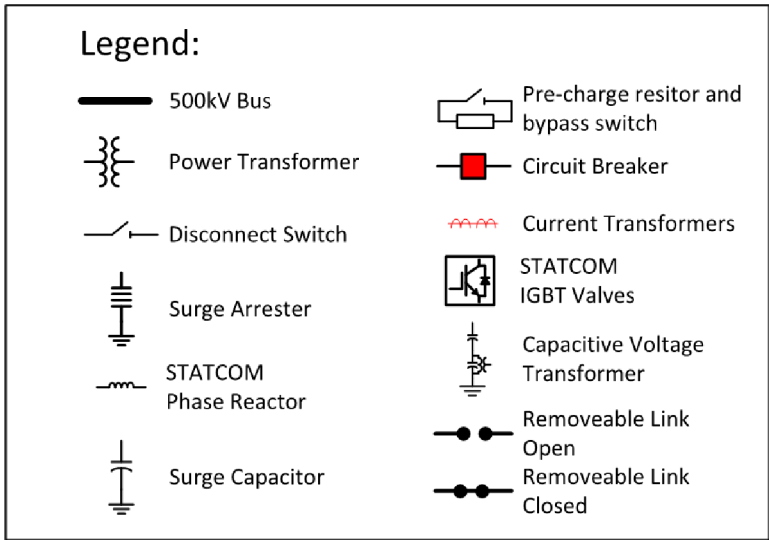 Legend:
500kV Bus
Power Transformer
Disconnect Switch
Surge Arrester
STATCOM
Phase Reactor
Surge Capacitor
Pre-charge resitor and
bypass switch
Circuit Breaker
Current Transformers
STATCOM
IGBT Valves
Capacitive Voltage
Transformer
Removeable Link
Open
Removeable Link
Closed